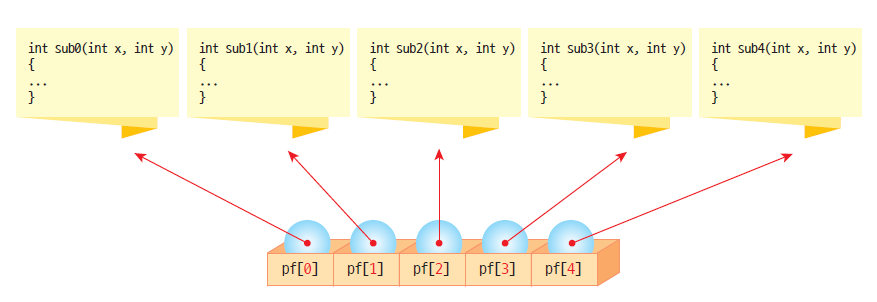 int sub0(int x, int y)
{
...
}
int sub1(int x, int y)
{
...
}
int sub2(int x, int y)
{
...
}
int sub3(int x, int y)
{
...
}
int sub4(int x, int y)
{
...
}
pf[0] pf[1] pf[2] pf[3] pf[4]